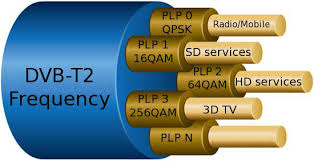 DVB-T2
Frequency
PLP 0
QPSK
Radio/Mobile
PLP 1
16QAM
SD services
PLP 2
64QAM
HD services
PLP 3
256QAM
3D TV
PLP N